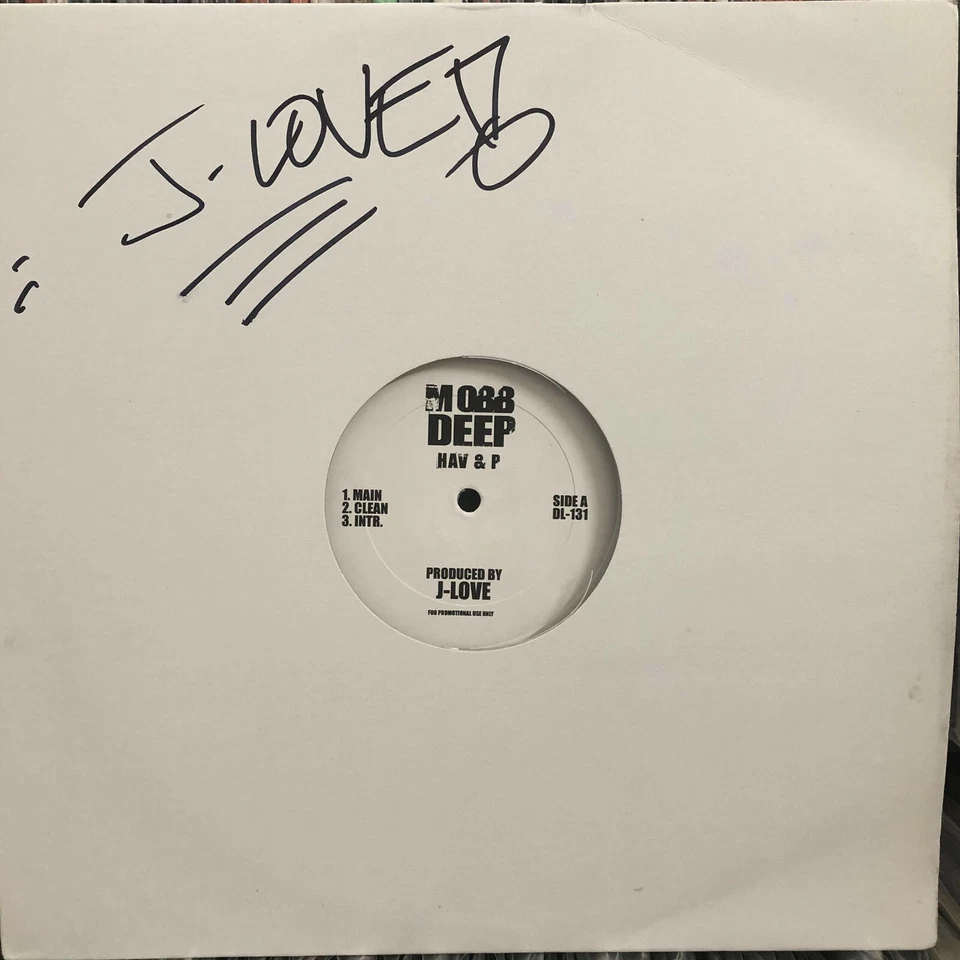 J-LOVE
MOBB
DEEP
HAV & P
1. MAIN
2. CLEAN
3. INTR.
SIDE A
DL-131
PRODUCED BY
J-LOVE
FOR PROMOTIONAL USE ONLY